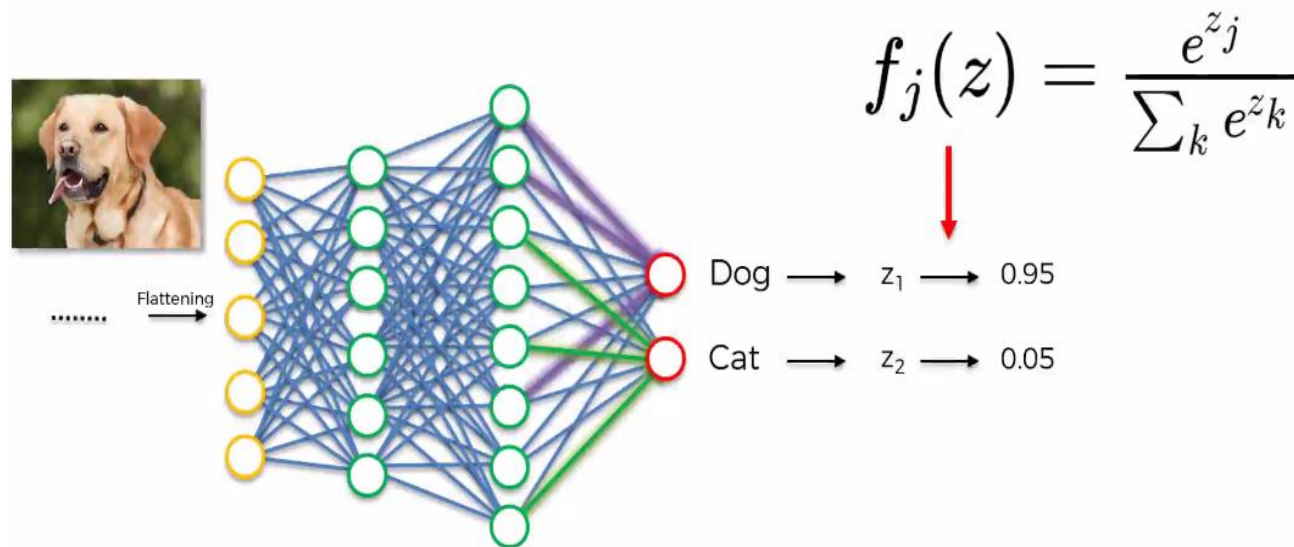 f_j(z) = e^{z_j} / ∑_k e^{z_k}
Dog → z₁ → 0.95
........ Flattening
Cat → z₂ → 0.05